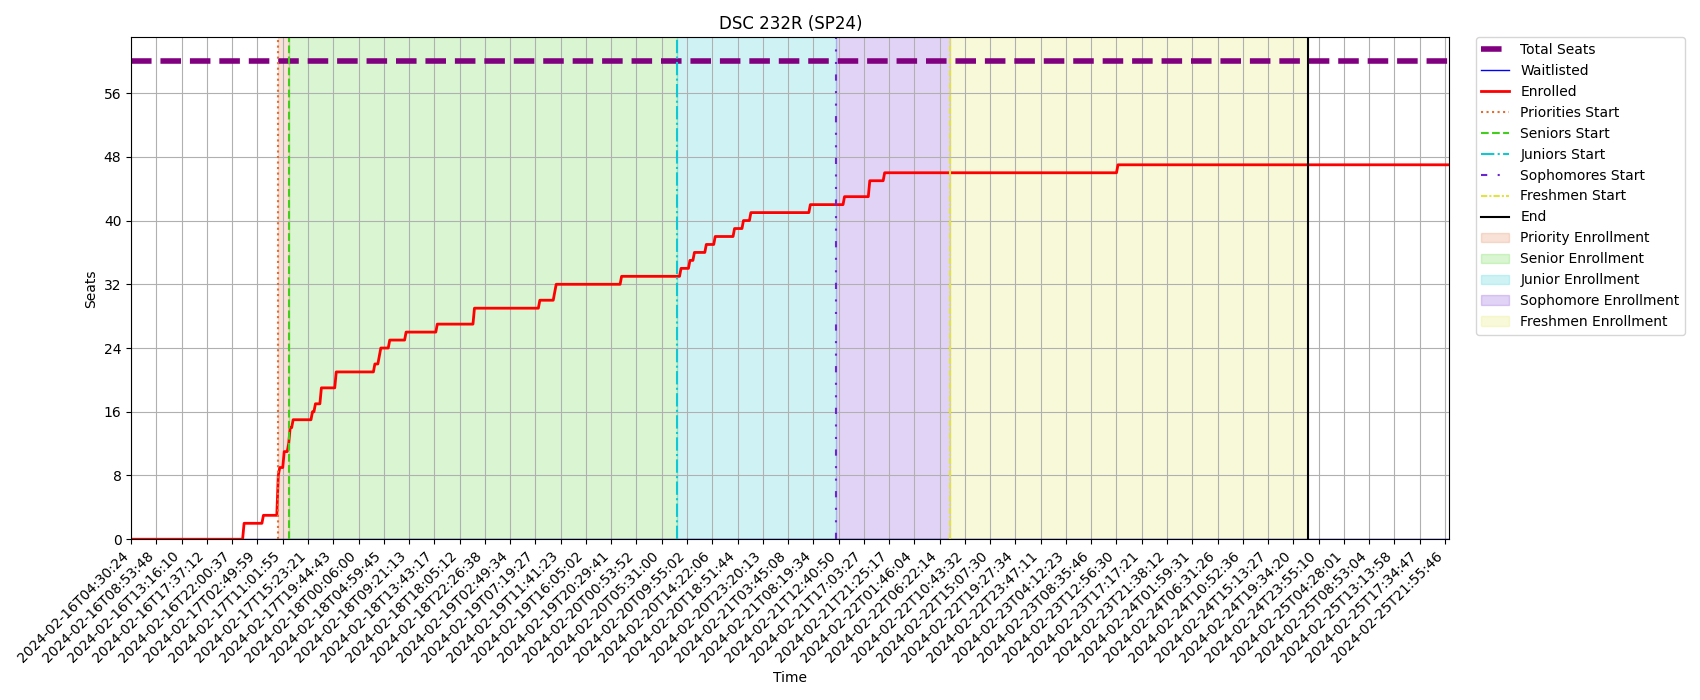 DSC 232R (SP24)
Total Seats
Waitlisted
Enrolled
Priorities Start
Seniors Start
Juniors Start
Sophomores Start
Freshmen Start
End
Priority Enrollment
Senior Enrollment
Junior Enrollment
Sophomore Enrollment
Freshmen Enrollment
Seats
56
48
40
32
24
16
8
0
2024-02-16T04:30:24
2024-02-16T08:53:48
2024-02-16T13:16:10
2024-02-16T17:37:12
2024-02-16T22:00:37
2024-02-17T02:49:59
2024-02-17T11:01:55
2024-02-17T15:23:21
2024-02-17T19:44:43
2024-02-18T00:06:00
2024-02-18T04:59:45
2024-02-18T09:21:13
2024-02-18T13:43:17
2024-02-18T18:05:12
2024-02-18T22:26:38
2024-02-19T02:49:34
2024-02-19T07:19:27
2024-02-19T11:41:23
2024-02-19T16:05:02
2024-02-19T20:29:41
2024-02-20T00:53:52
2024-02-20T05:31:00
2024-02-20T09:55:02
2024-02-20T14:22:06
2024-02-20T18:51:44
2024-02-20T23:20:13
2024-02-21T03:45:08
2024-02-21T08:19:34
2024-02-21T12:40:50
2024-02-21T17:03:27
2024-02-21T21:25:17
2024-02-22T01:46:04
2024-02-22T06:22:14
2024-02-22T10:43:32
2024-02-22T15:07:30
2024-02-22T19:27:34
2024-02-22T23:47:11
2024-02-23T04:12:23
2024-02-23T08:35:46
2024-02-23T12:56:30
2024-02-23T17:17:21
2024-02-23T21:38:12
2024-02-24T01:59:31
2024-02-24T06:31:26
2024-02-24T10:52:36
2024-02-24T15:13:27
2024-02-24T19:34:20
2024-02-24T23:55:10
2024-02-25T04:28:01
2024-02-25T08:53:04
2024-02-25T13:13:58
2024-02-25T17:34:47
2024-02-25T21:55:46
Time